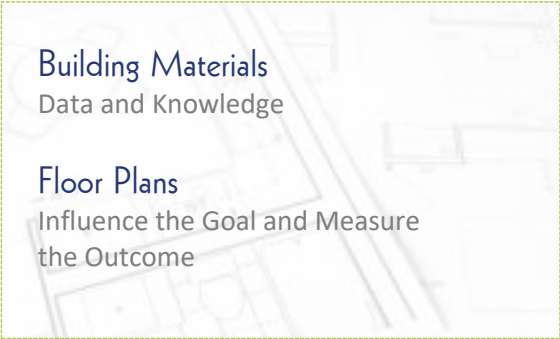 Building Materials
Data and Knowledge
Floor Plans
Influence the Goal and Measure
the Outcome